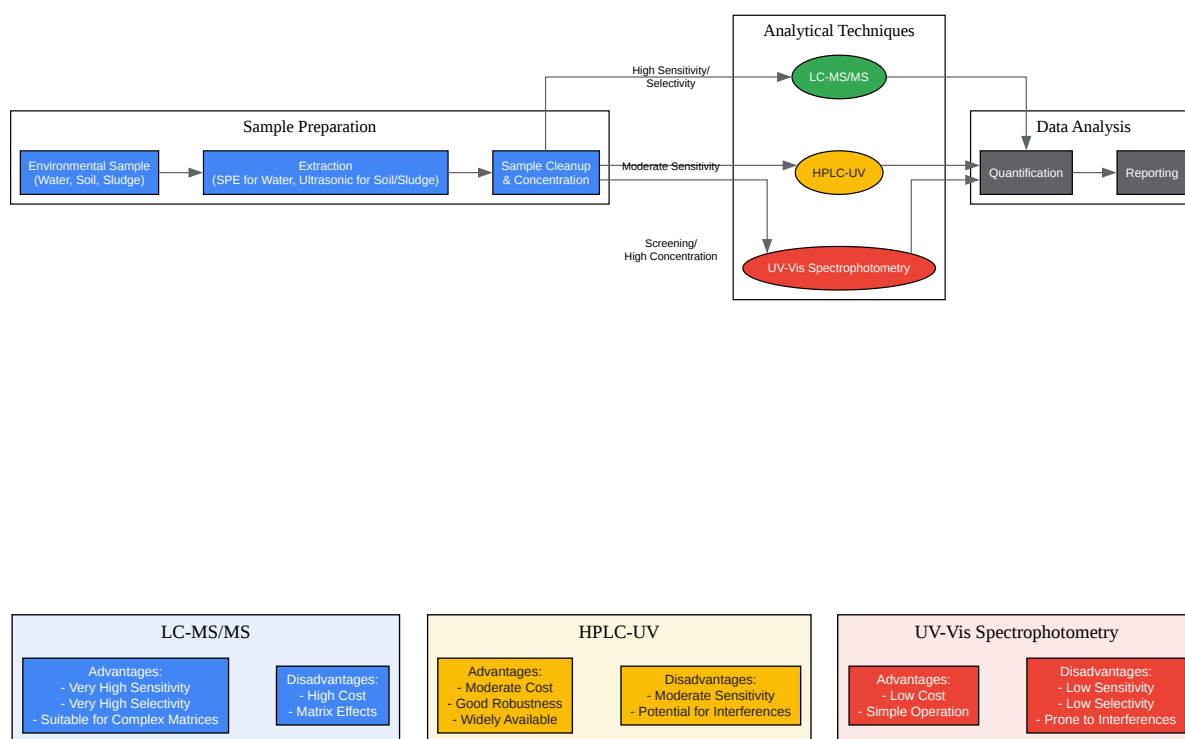 Analytical Techniques
High Sensitivity/
Selectivity
LC-MS/MS
Sample Preparation
Data Analysis
Environmental Sample
(Water, Soil, Sludge)
Extraction
(SPE for Water, Ultrasonic for Soil/Sludge)
Sample Cleanup
& Concentration
Moderate Sensitivity
HPLC-UV
Quantification
Reporting
Screening/
High Concentration
UV-Vis Spectrophotometry
LC-MS/MS
Advantages:
- Very High Sensitivity
- Very High Selectivity
- Suitable for Complex Matrices
Disadvantages:
- High Cost
- Matrix Effects
HPLC-UV
Advantages:
- Moderate Cost
- Good Robustness
- Widely Available
Disadvantages:
- Moderate Sensitivity
- Potential for Interferences
UV-Vis Spectrophotometry
Advantages:
- Low Cost
- Simple Operation
Disadvantages:
- Low Sensitivity
- Low Selectivity
- Prone to Interferences